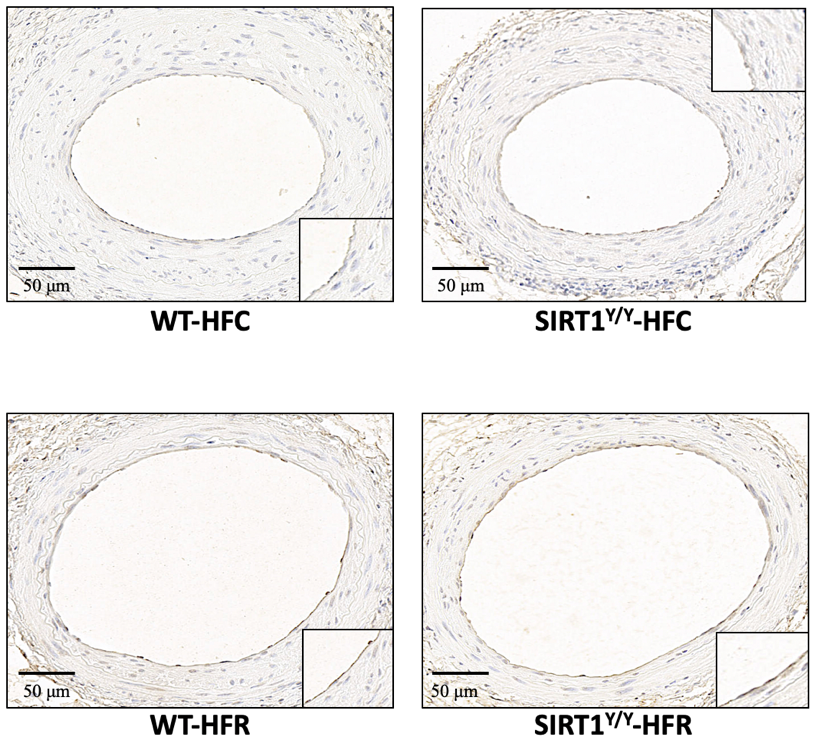 50 μm
50 μm
WT-HFC
SIRT1Y/Y-HFC
50 μm
50 μm
WT-HFR
SIRT1Y/Y-HFR